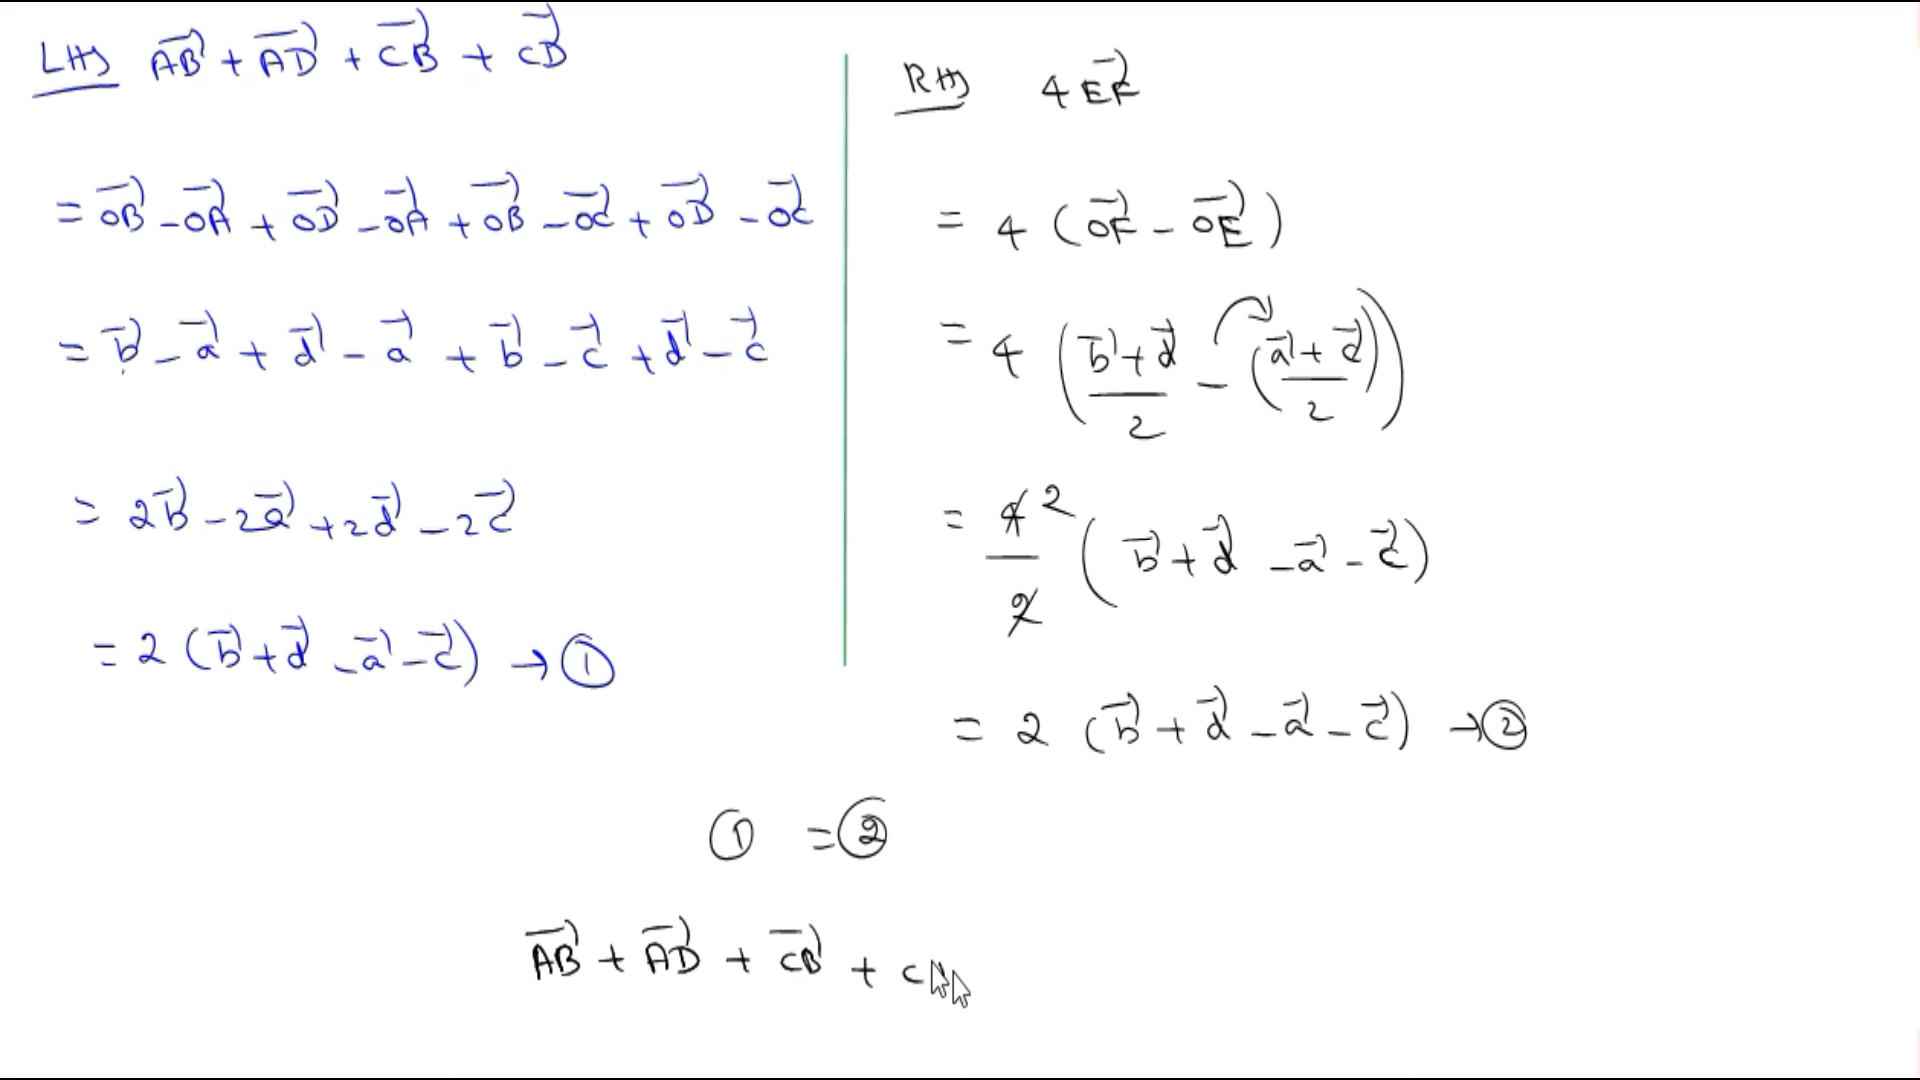 LHS AB⃗ + AD⃗ + CB⃗ + CD⃗
= OB⃗ - OA⃗ + OD⃗ - OA⃗ + OB⃗ - OC⃗ + OD⃗ - OC⃗
= b⃗ - a⃗ + d⃗ - a⃗ + b⃗ - c⃗ + d⃗ - c⃗
= 2b⃗ - 2a⃗ + 2d⃗ - 2c⃗
= 2 (b⃗ + d⃗ - a⃗ - c⃗) → ①
RHS 4 EF⃗
= 4 (OF⃗ - OE⃗)
= 4 ((b⃗ + d⃗)/2 - (a⃗ + c⃗)/2)
= 4 2/2 (b⃗ + d⃗ - a⃗ - c⃗)
= 2 (b⃗ + d⃗ - a⃗ - c⃗) → ②
① = ②
AB⃗ + AD⃗ + CB⃗ + C